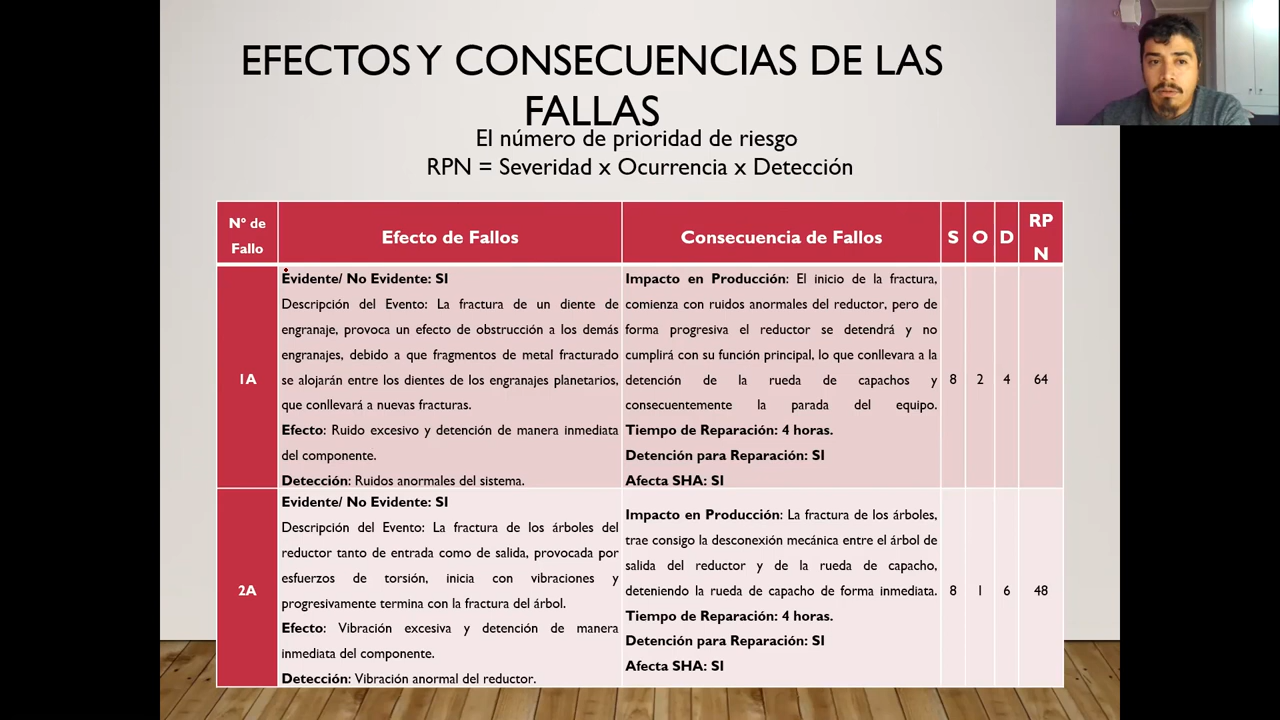 EFECTOS Y CONSECUENCIAS DE LAS
FALLAS
El número de prioridad de riesgo
RPN = Severidad x Ocurrencia x Detección
N° de
Fallo
Efecto de Fallos
Consecuencia de Fallos
S
O
D
RP
N
1A
Evidente/ No Evidente: SI
Descripción del Evento: La fractura de un diente de
engranaje, provoca un efecto de obstrucción a los demás
engranajes, debido a que fragmentos de metal fracturado
se alojarán entre los dientes de los engranajes planetarios,
que conllevará a nuevas fracturas.
Efecto: Ruido excesivo y detención de manera inmediata
del componente.
Detección: Ruidos anormales del sistema.
Impacto en Producción: El inicio de la fractura,
comienza con ruidos anormales del reductor, pero de
forma progresiva el reductor se detendrá y no
cumplirá con su función principal, lo que conllevara a la
detención de la rueda de capachos y
consecuentemente la parada del equipo.
Tiempo de Reparación: 4 horas.
Detención para Reparación: SI
Afecta SHA: SI
8
2
4
64
2A
Evidente/ No Evidente: SI
Descripción del Evento: La fractura de los árboles del
reductor tanto de entrada como de salida, provocada por
esfuerzos de torsión, inicia con vibraciones y
progresivamente termina con la fractura del árbol.
Efecto: Vibración excesiva y detención de manera
inmediata del componente.
Detección: Vibración anormal del reductor.
Impacto en Producción: La fractura de los árboles,
trae consigo la desconexión mecánica entre el árbol de
salida del reductor y de la rueda de capacho,
deteniendo la rueda de capacho de forma inmediata.
Tiempo de Reparación: 4 horas.
Detención para Reparación: SI
Afecta SHA: SI
8
1
6
48